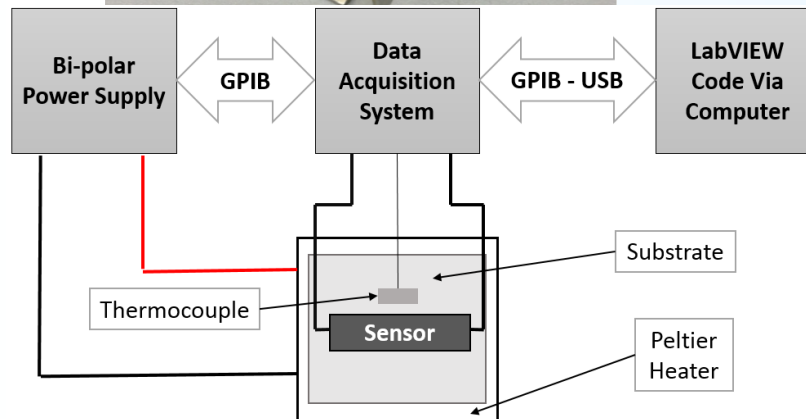 Bi-polar
Power Supply
GPIB
Data
Acquisition
System
GPIB - USB
LabVIEW
Code Via
Computer
Substrate
Thermocouple
Sensor
Peltier
Heater